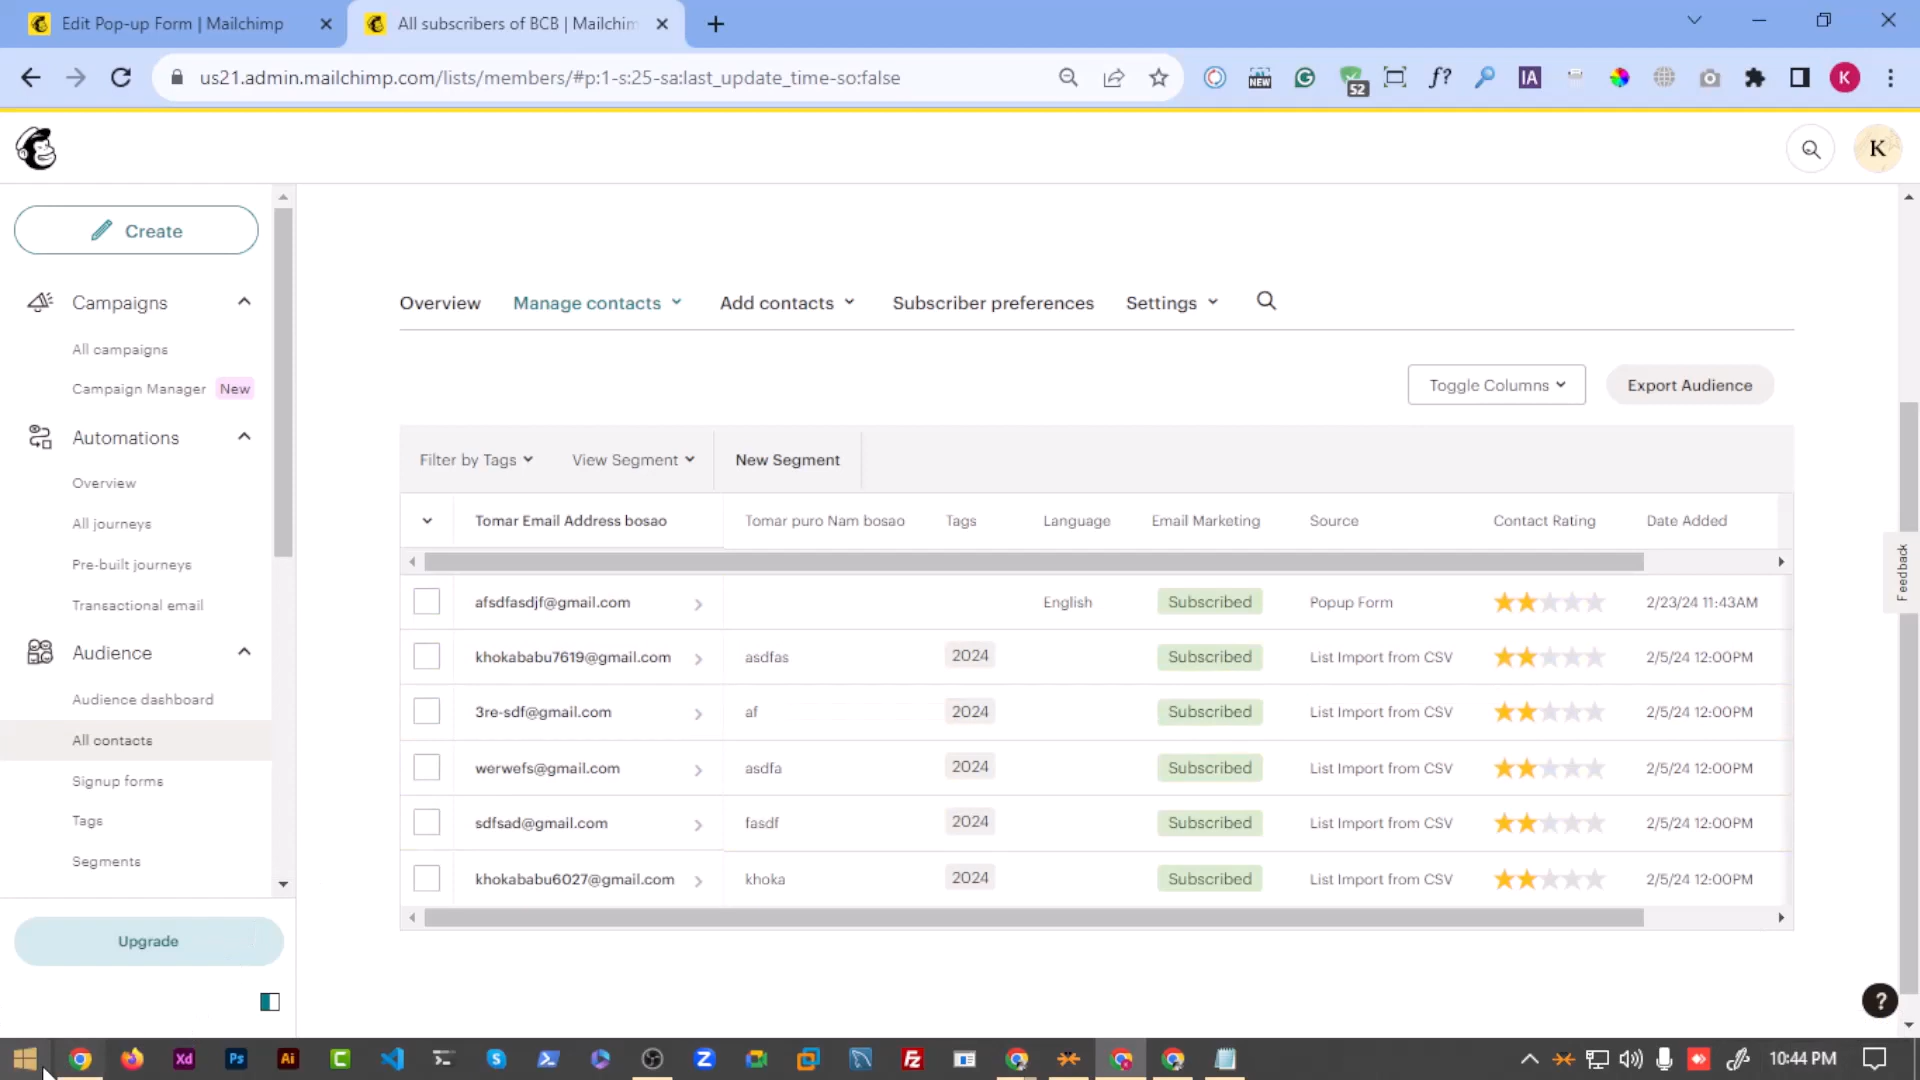 Edit Pop-up Form | Mailchimp
All subscribers of BCB | Mailchim
us21.admin.mailchimp.com/lists/members/#p:1-s:25-sa:last_update_time-so:false
NEW
52
f?
IA
K
K
Create
Campaigns
All campaigns
Campaign Manager New
Automations
Overview
All journeys
Pre-built journeys
Transactional email
Audience
Audience dashboard
All contacts
Signup forms
Tags
Segments
Upgrade
Overview Manage contacts Add contacts Subscriber preferences Settings
Toggle Columns Export Audience
Filter by Tags View Segment New Segment
Tomar Email Address bosao Tomar puro Nam bosao Tags Language Email Marketing Source Contact Rating Date Added
afsdfasdjf@gmail.com English Subscribed Popup Form 2/23/24 11:43AM
khokababu7619@gmail.com asdfas 2024 Subscribed List Import from CSV 2/5/24 12:00PM
3re-sdf@gmail.com af 2024 Subscribed List Import from CSV 2/5/24 12:00PM
werwefs@gmail.com asdfa 2024 Subscribed List Import from CSV 2/5/24 12:00PM
sdfsad@gmail.com fasdf 2024 Subscribed List Import from CSV 2/5/24 12:00PM
khokababu6027@gmail.com khoka 2024 Subscribed List Import from CSV 2/5/24 12:00PM
Feedback
?
Xd Ps Ai C S Z Fz
10:44 PM